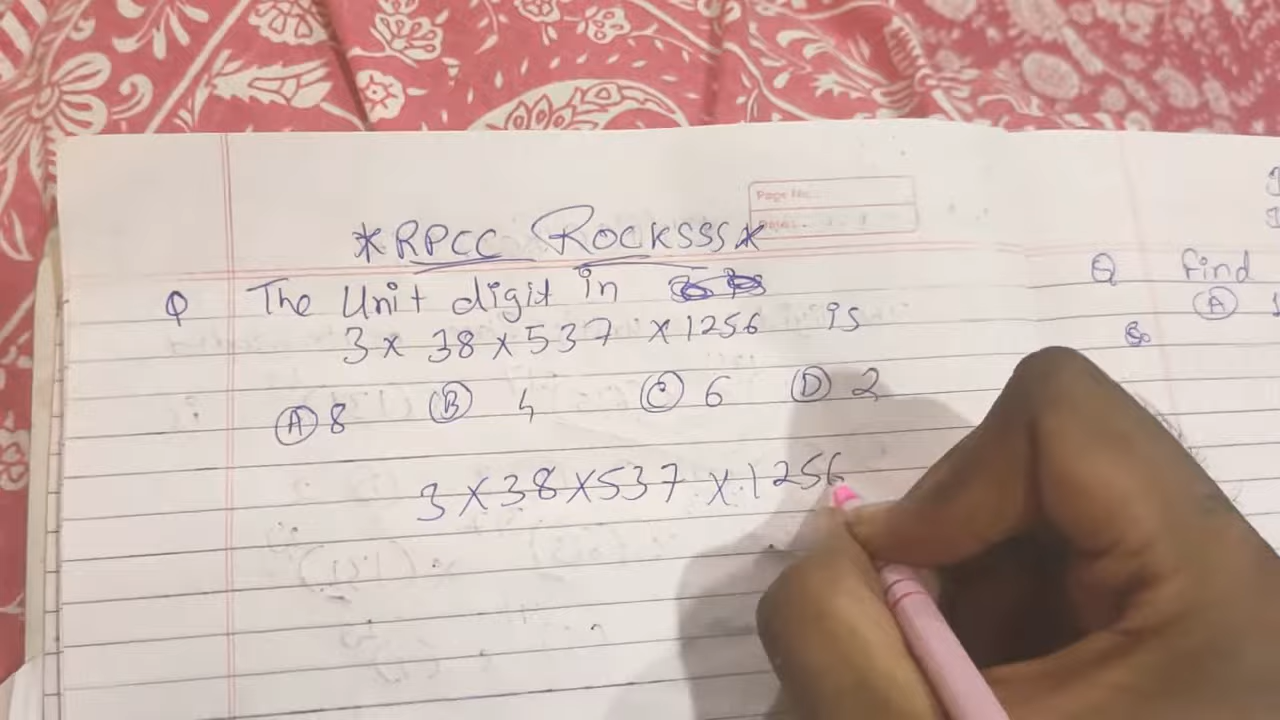 Page No.:
*RPCC ROCKSSS*
Q The Unit digit in
3 x 38 x 537 x 1256 is
(A) 8 (B) 4 (C) 6 (D) 2
3 x 38 x 537 x 1256
Q Find
(A)